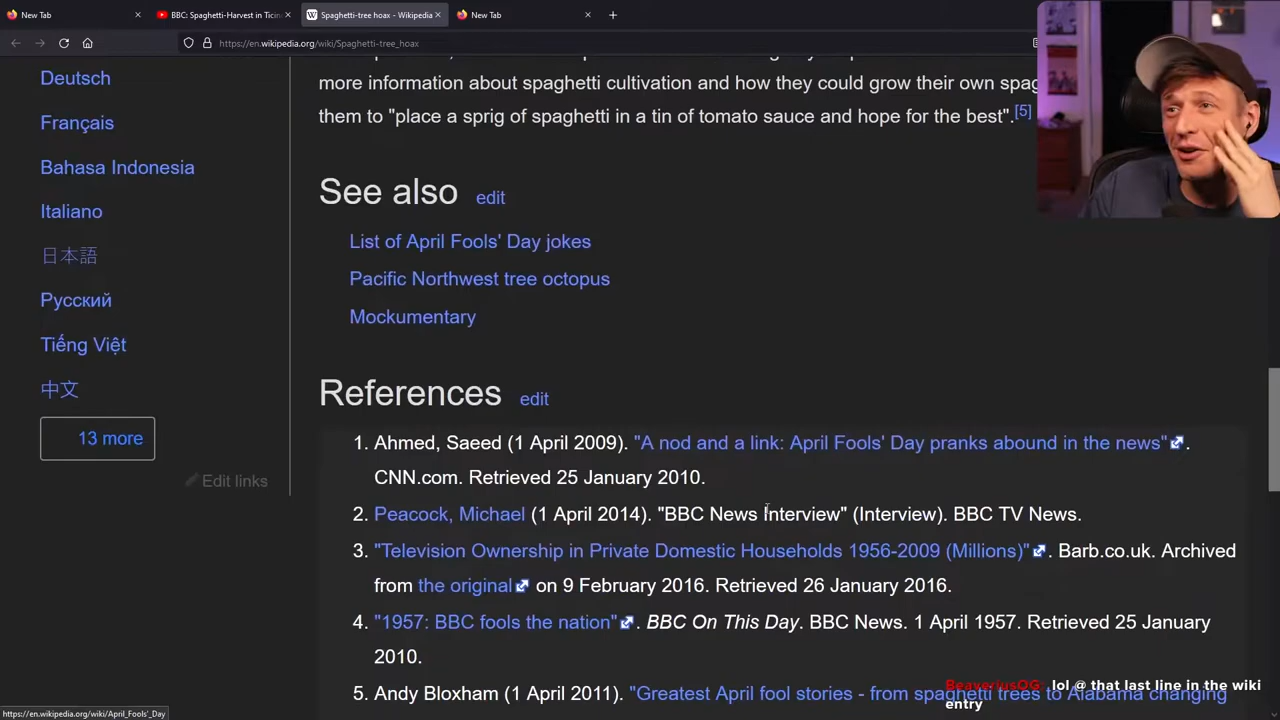 New Tab
BBC: Spaghetti-Harvest in Ticin
Spaghetti-tree hoax - Wikipedia
New Tab
https://en.wikipedia.org/wiki/Spaghetti-tree_hoax
Deutsch
Français
Bahasa Indonesia
Italiano
日本語
Русский
Tiếng Việt
中文
13 more
Edit links
more information about spaghetti cultivation and how they could grow their own spag
them to "place a sprig of spaghetti in a tin of tomato sauce and hope for the best".[5]
See also edit
List of April Fools' Day jokes
Pacific Northwest tree octopus
Mockumentary
References edit
1. Ahmed, Saeed (1 April 2009). "A nod and a link: April Fools' Day pranks abound in the news".
CNN.com. Retrieved 25 January 2010.
2. Peacock, Michael (1 April 2014). "BBC News Interview" (Interview). BBC TV News.
3. "Television Ownership in Private Domestic Households 1956-2009 (Millions)". Barb.co.uk. Archived
from the original on 9 February 2016. Retrieved 26 January 2016.
4. "1957: BBC fools the nation". BBC On This Day. BBC News. 1 April 1957. Retrieved 25 January
2010.
5. Andy Bloxham (1 April 2011). "Greatest April fool stories - from spaghetti trees to Alabama changing
BeaveriusOG: lol @ that last line in the wiki
entry
https://en.wikipedia.org/wiki/April_Fools'_Day